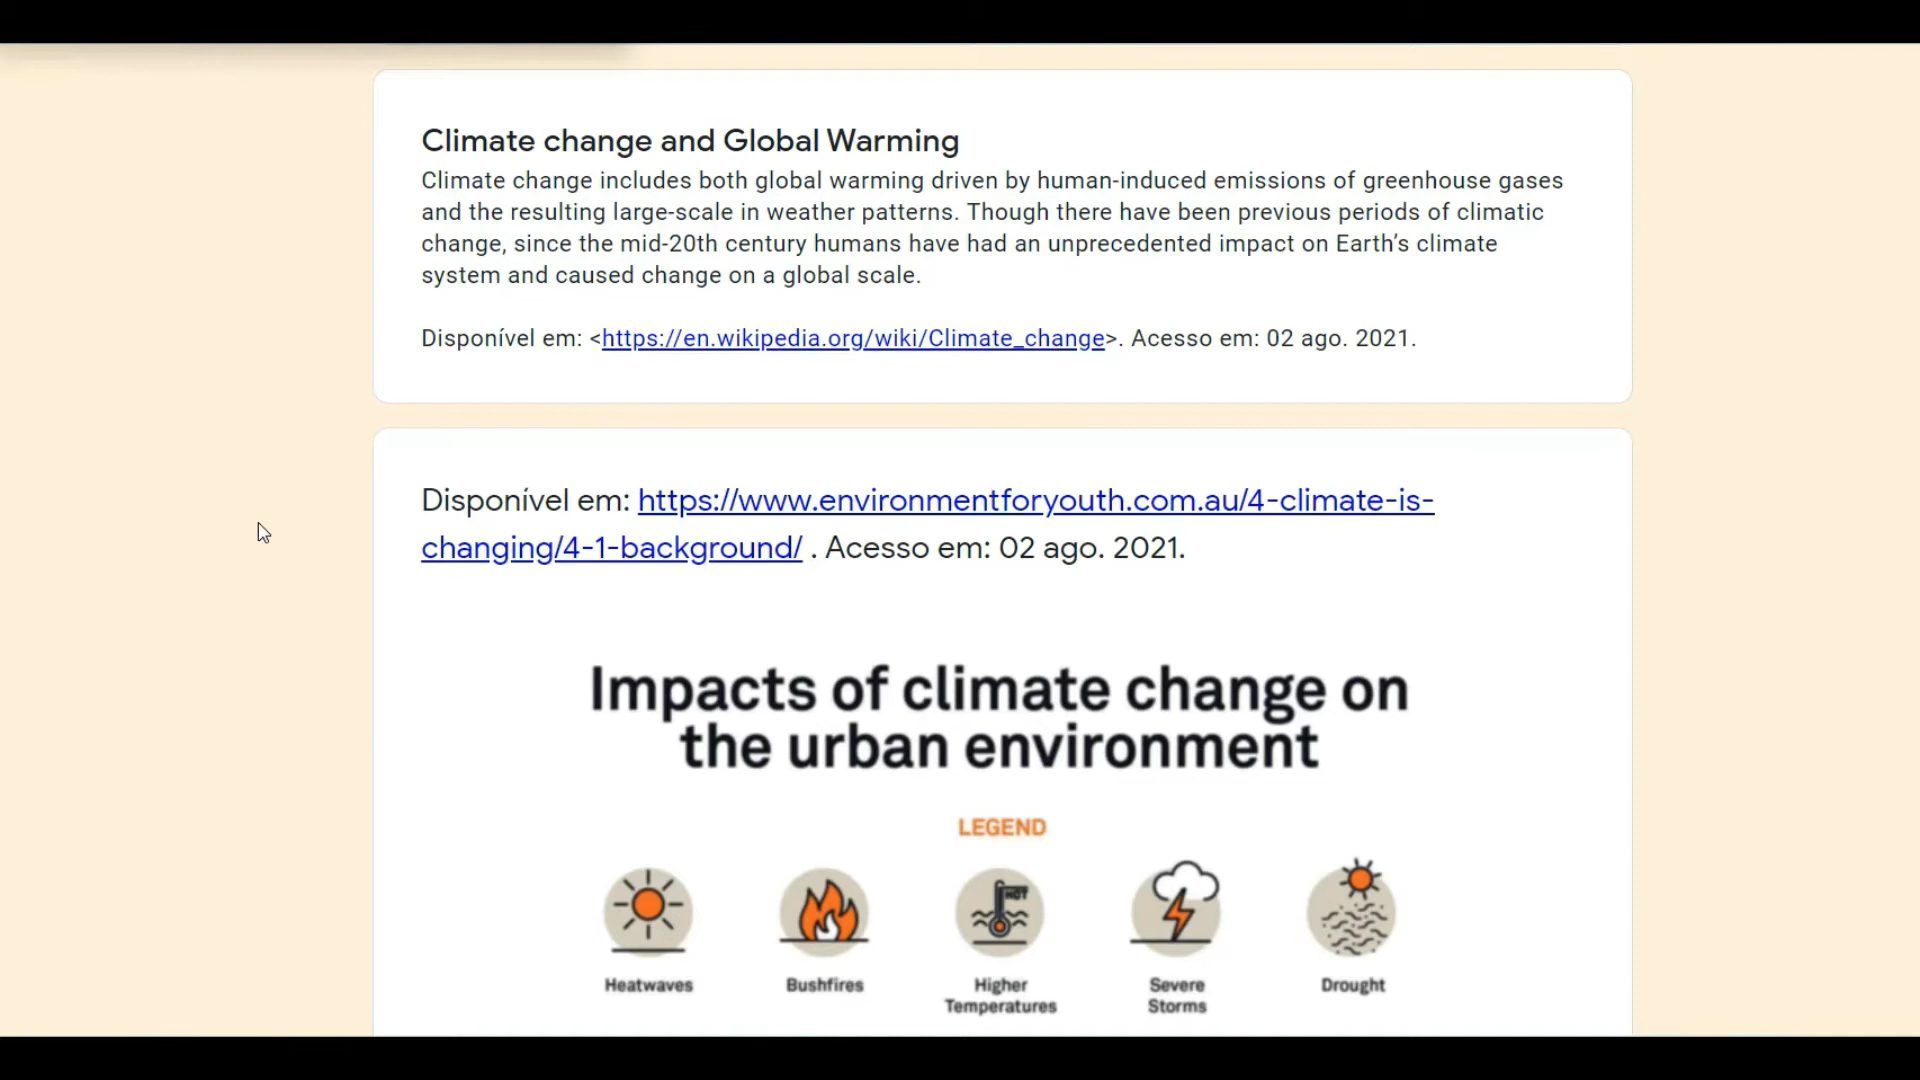 Climate change and Global Warming
Climate change includes both global warming driven by human-induced emissions of greenhouse gases
and the resulting large-scale in weather patterns. Though there have been previous periods of climatic
change, since the mid-20th century humans have had an unprecedented impact on Earth’s climate
system and caused change on a global scale.
Disponível em: <https://en.wikipedia.org/wiki/Climate_change>. Acesso em: 02 ago. 2021.
Disponível em: https://www.environmentforyouth.com.au/4-climate-is-
changing/4-1-background/ . Acesso em: 02 ago. 2021.
Impacts of climate change on
the urban environment
LEGEND
HOT
Heatwaves
Bushfires
Higher
Temperatures
Severe
Storms
Drought